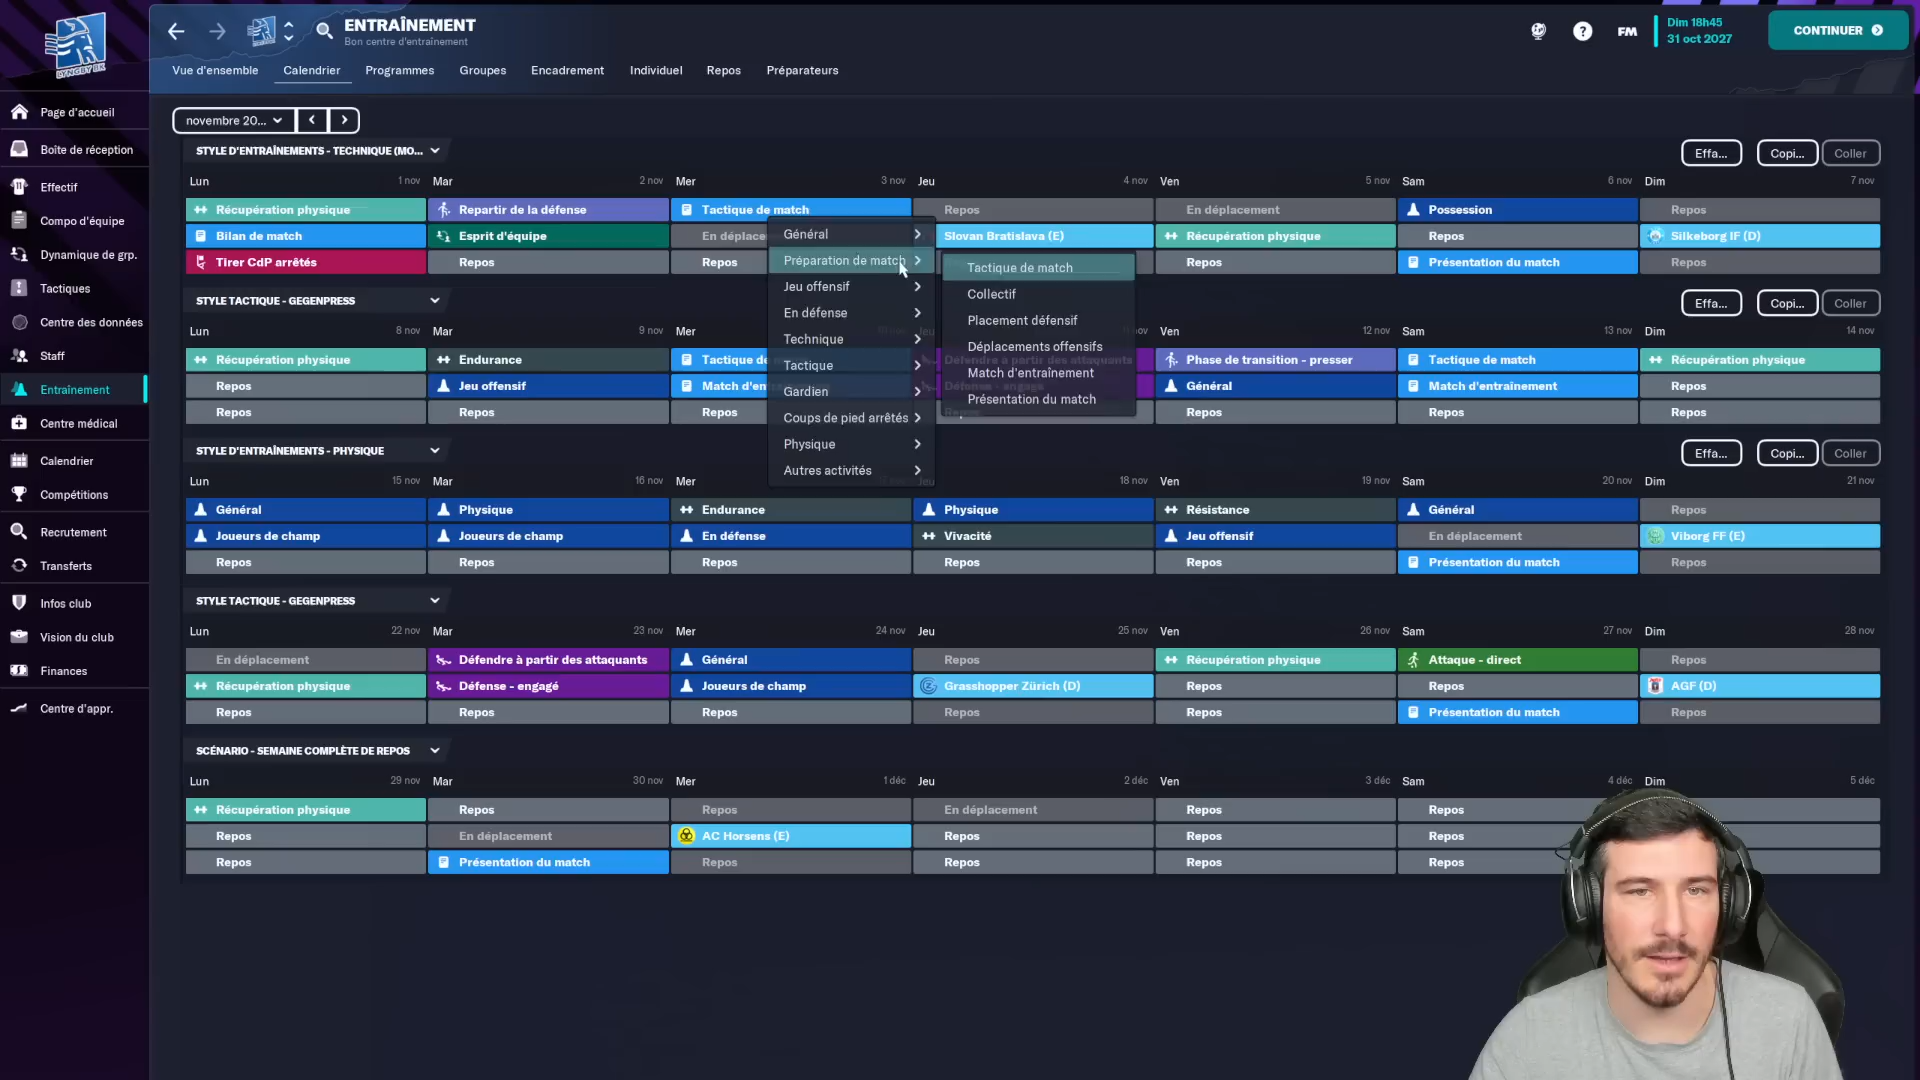 LYNGBY BK
ENTRAÎNEMENT
Bon centre d'entraînement
FM
Dim 18h45
31 oct 2027
CONTINUER
Vue d'ensemble
Calendrier
Programmes
Groupes
Encadrement
Individuel
Repos
Préparateurs
Page d'accueil
Boîte de réception
Effectif
Compo d'équipe
Dynamique de grp.
Tactiques
Centre des données
Staff
Entraînement
Centre médical
Calendrier
Compétitions
Recrutement
Transferts
Infos club
Vision du club
Finances
Centre d'appr.
novembre 20...
STYLE D'ENTRAÎNEMENTS - TECHNIQUE (MO...
Effa... Copi... Coller
Lun 1 nov Mar 2 nov Mer 3 nov Jeu 4 nov Ven 5 nov Sam 6 nov Dim 7 nov
Récupération physique Repartir de la défense Tactique de match Repos En déplacement Possession Repos
Bilan de match Esprit d'équipe En déplace Slovan Bratislava (E) Récupération physique Repos Silkeborg IF (D)
Tirer CdP arrêtés Repos Repos Repos Présentation du match Repos
Général
Préparation de match
Jeu offensif
En défense
Technique
Tactique
Gardien
Coups de pied arrêtés
Physique
Autres activités
Tactique de match
Collectif
Placement défensif
Déplacements offensifs
Match d'entraînement
Présentation du match
STYLE TACTIQUE - GEGENPRESS
Effa... Copi... Coller
Lun 8 nov Mar 9 nov Mer Jeu nov Ven 12 nov Sam 13 nov Dim 14 nov
Récupération physique Endurance Tactique de Défendre à partir des attaquants Phase de transition - presser Tactique de match Récupération physique
Repos Jeu offensif Match d'en Défense - engagé Général Match d'entraînement Repos
Repos Repos Repos Repos Repos Repos Repos
STYLE D'ENTRAÎNEMENTS - PHYSIQUE
Effa... Copi... Coller
Lun 15 nov Mar 16 nov Mer Jeu 18 nov Ven 19 nov Sam 20 nov Dim 21 nov
Général Physique Endurance Physique Résistance Général Repos
Joueurs de champ Joueurs de champ En défense Vivacité Jeu offensif En déplacement Viborg FF (E)
Repos Repos Repos Repos Repos Présentation du match Repos
STYLE TACTIQUE - GEGENPRESS
Lun 22 nov Mar 23 nov Mer 24 nov Jeu 25 nov Ven 26 nov Sam 27 nov Dim 28 nov
En déplacement Défendre à partir des attaquants Général Repos Récupération physique Attaque - direct Repos
Récupération physique Défense - engagé Joueurs de champ Grasshopper Zürich (D) Repos Repos AGF (D)
Repos Repos Repos Repos Repos Présentation du match Repos
SCÉNARIO - SEMAINE COMPLÈTE DE REPOS
Lun 29 nov Mar 30 nov Mer 1 déc Jeu 2 déc Ven 3 déc Sam 4 déc Dim 5 déc
Récupération physique Repos Repos En déplacement Repos Repos
Repos En déplacement AC Horsens (E) Repos Repos Repos
Repos Présentation du match Repos Repos Repos Repos